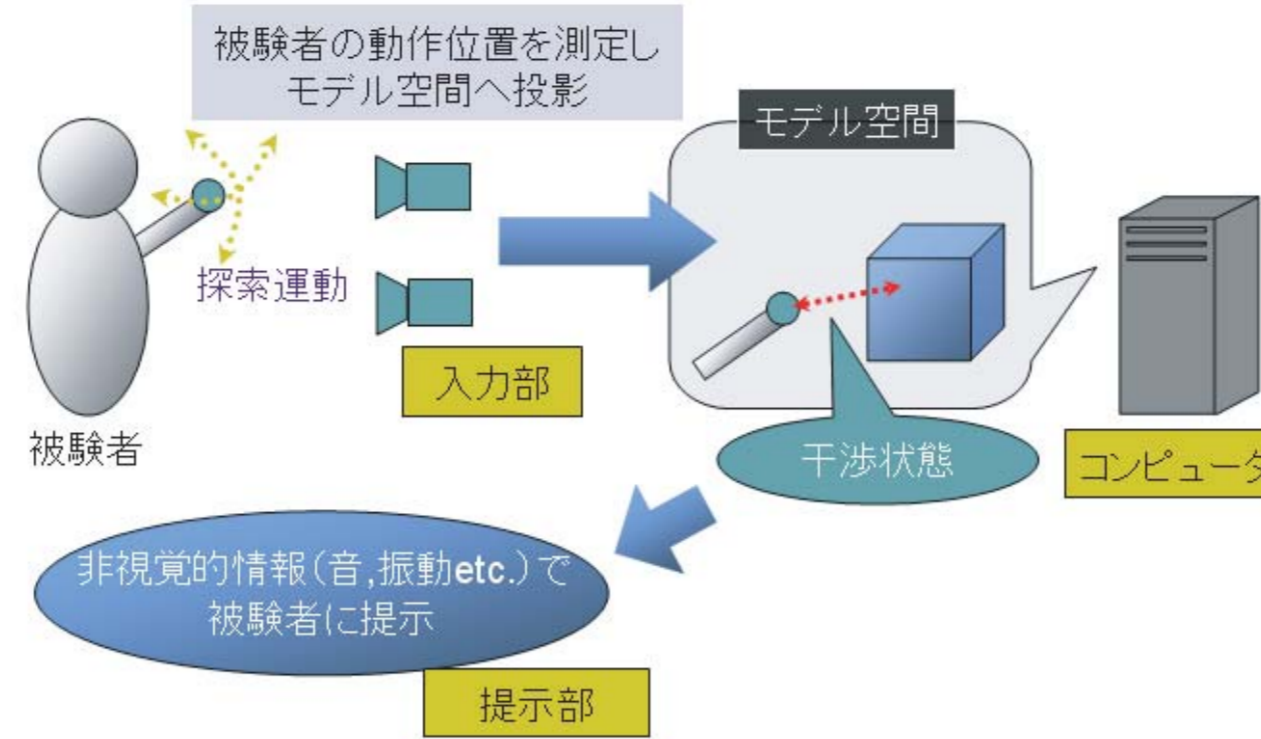 被験者の動作位置を測定し
モデル空間へ投影
モデル空間
探索運動
入力部
被験者
干渉状態
コンピュータ
非視覚的情報(音,振動etc.)で
被験者に提示
提示部